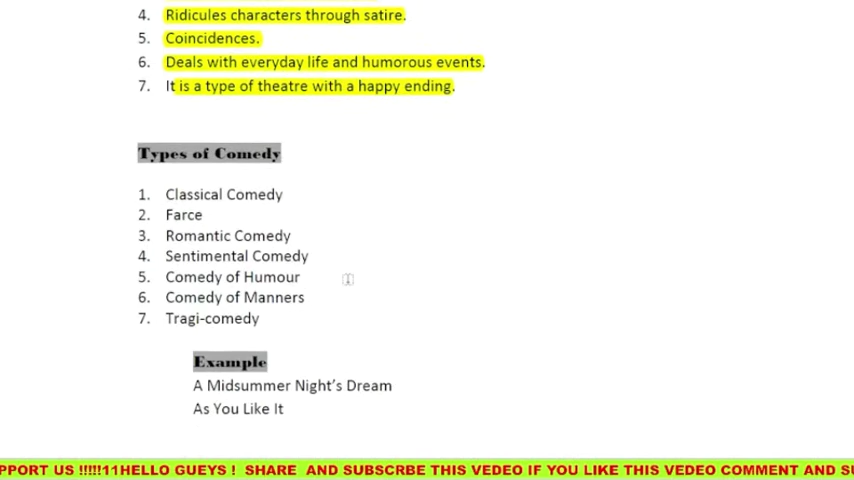 4. Ridicules characters through satire.
5. Coincidences.
6. Deals with everyday life and humorous events.
7. It is a type of theatre with a happy ending.
Types of Comedy
1. Classical Comedy
2. Farce
3. Romantic Comedy
4. Sentimental Comedy
5. Comedy of Humour
6. Comedy of Manners
7. Tragi-comedy
Example
A Midsummer Night's Dream
As You Like It
PPORT US !!!!!11HELLO GUEYS ! SHARE AND SUBSCRBE THIS VEDEO IF YOU LIKE THIS VEDEO COMMENT AND SU